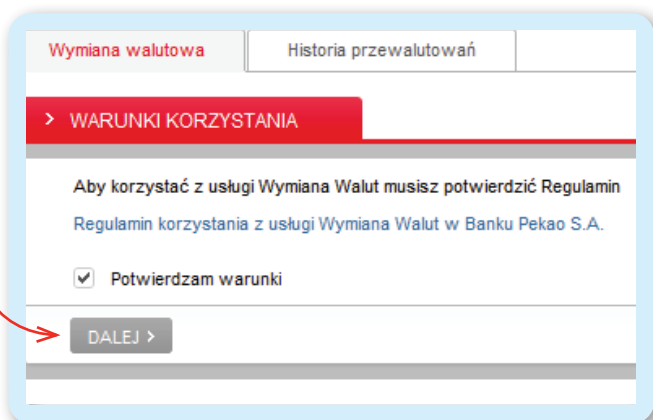 Wymiana walutowa
Historia przewalutowań
> WARUNKI KORZYSTANIA
Aby korzystać z usługi Wymiana Walut musisz potwierdzić Regulamin
Regulamin korzystania z usługi Wymiana Walut w Banku Pekao S.A.
Potwierdzam warunki
DALEJ >